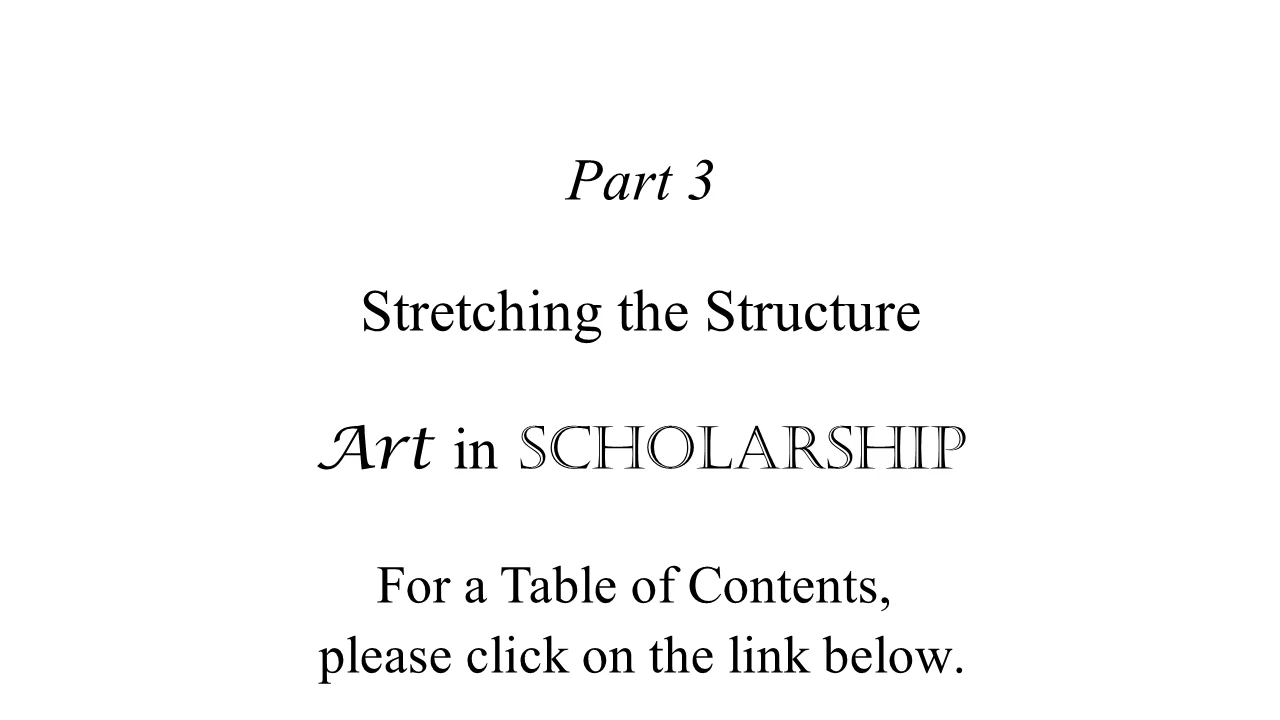 Part 3
Stretching the Structure
Art in SCHOLARSHIP
For a Table of Contents,
please click on the link below.